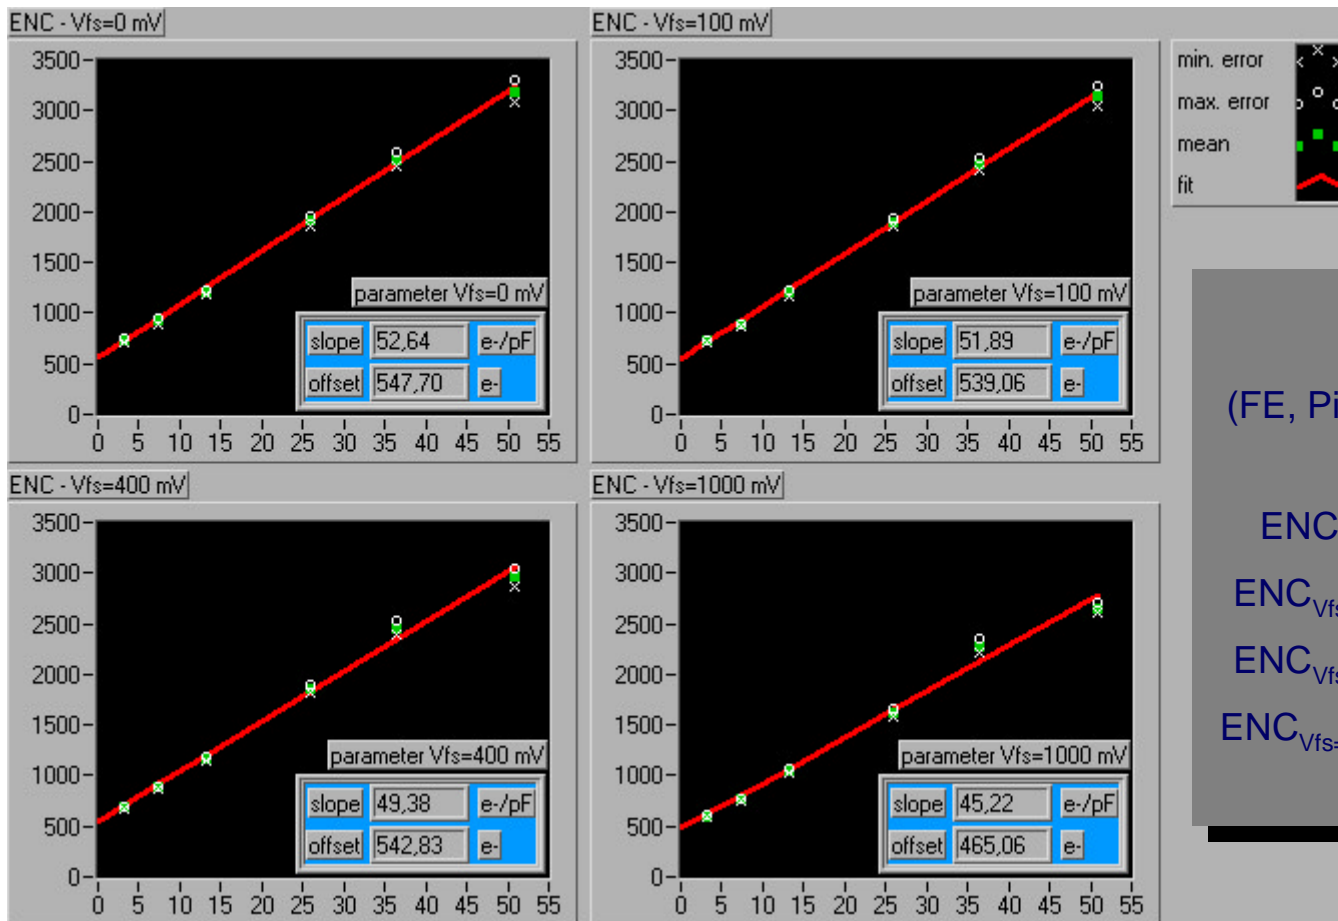 ENC - Vfs=0 mV
3500
3000
2500
2000
1500
1000
500
0
0 5 10 15 20 25 30 35 40 45 50 55
parameter Vfs=0 mV
slope 52,64 e-/pF
offset 547,70 e-
ENC - Vfs=100 mV
3500
3000
2500
2000
1500
1000
500
0
0 5 10 15 20 25 30 35 40 45 50 55
parameter Vfs=100 mV
slope 51,89 e-/pF
offset 539,06 e-
min. error
max. error
mean
fit
ENC - Vfs=400 mV
3500
3000
2500
2000
1500
1000
500
0
0 5 10 15 20 25 30 35 40 45 50 55
parameter Vfs=400 mV
slope 49,38 e-/pF
offset 542,83 e-
ENC - Vfs=1000 mV
3500
3000
2500
2000
1500
1000
500
0
0 5 10 15 20 25 30 35 40 45 50 55
parameter Vfs=1000 mV
slope 45,22 e-/pF
offset 465,06 e-
(FE, Pi
ENC
ENCVfs
ENCVfs
ENCVfs=